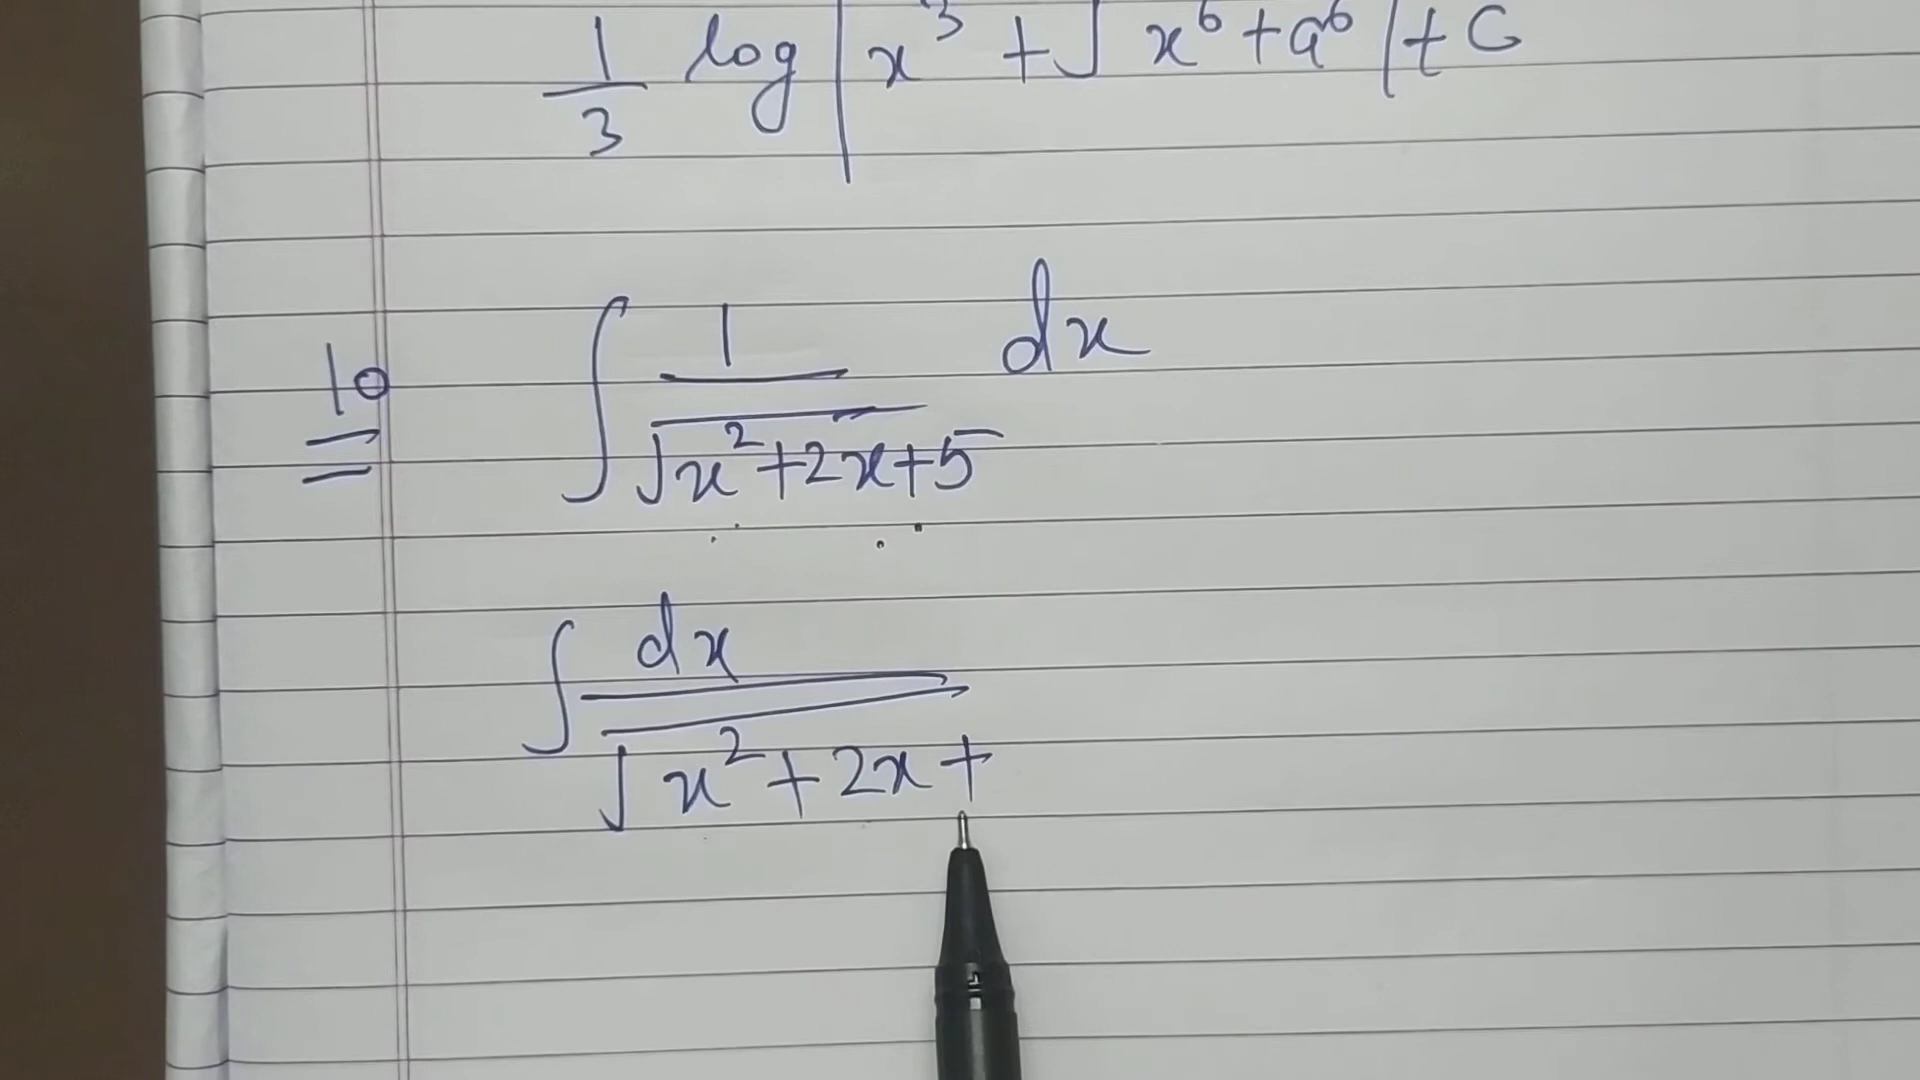 1/3 log|x³ + √x⁶+a⁶| + C
10 ∫ 1/√x²+2x+5 dx
∫ dx/√x²+2x+